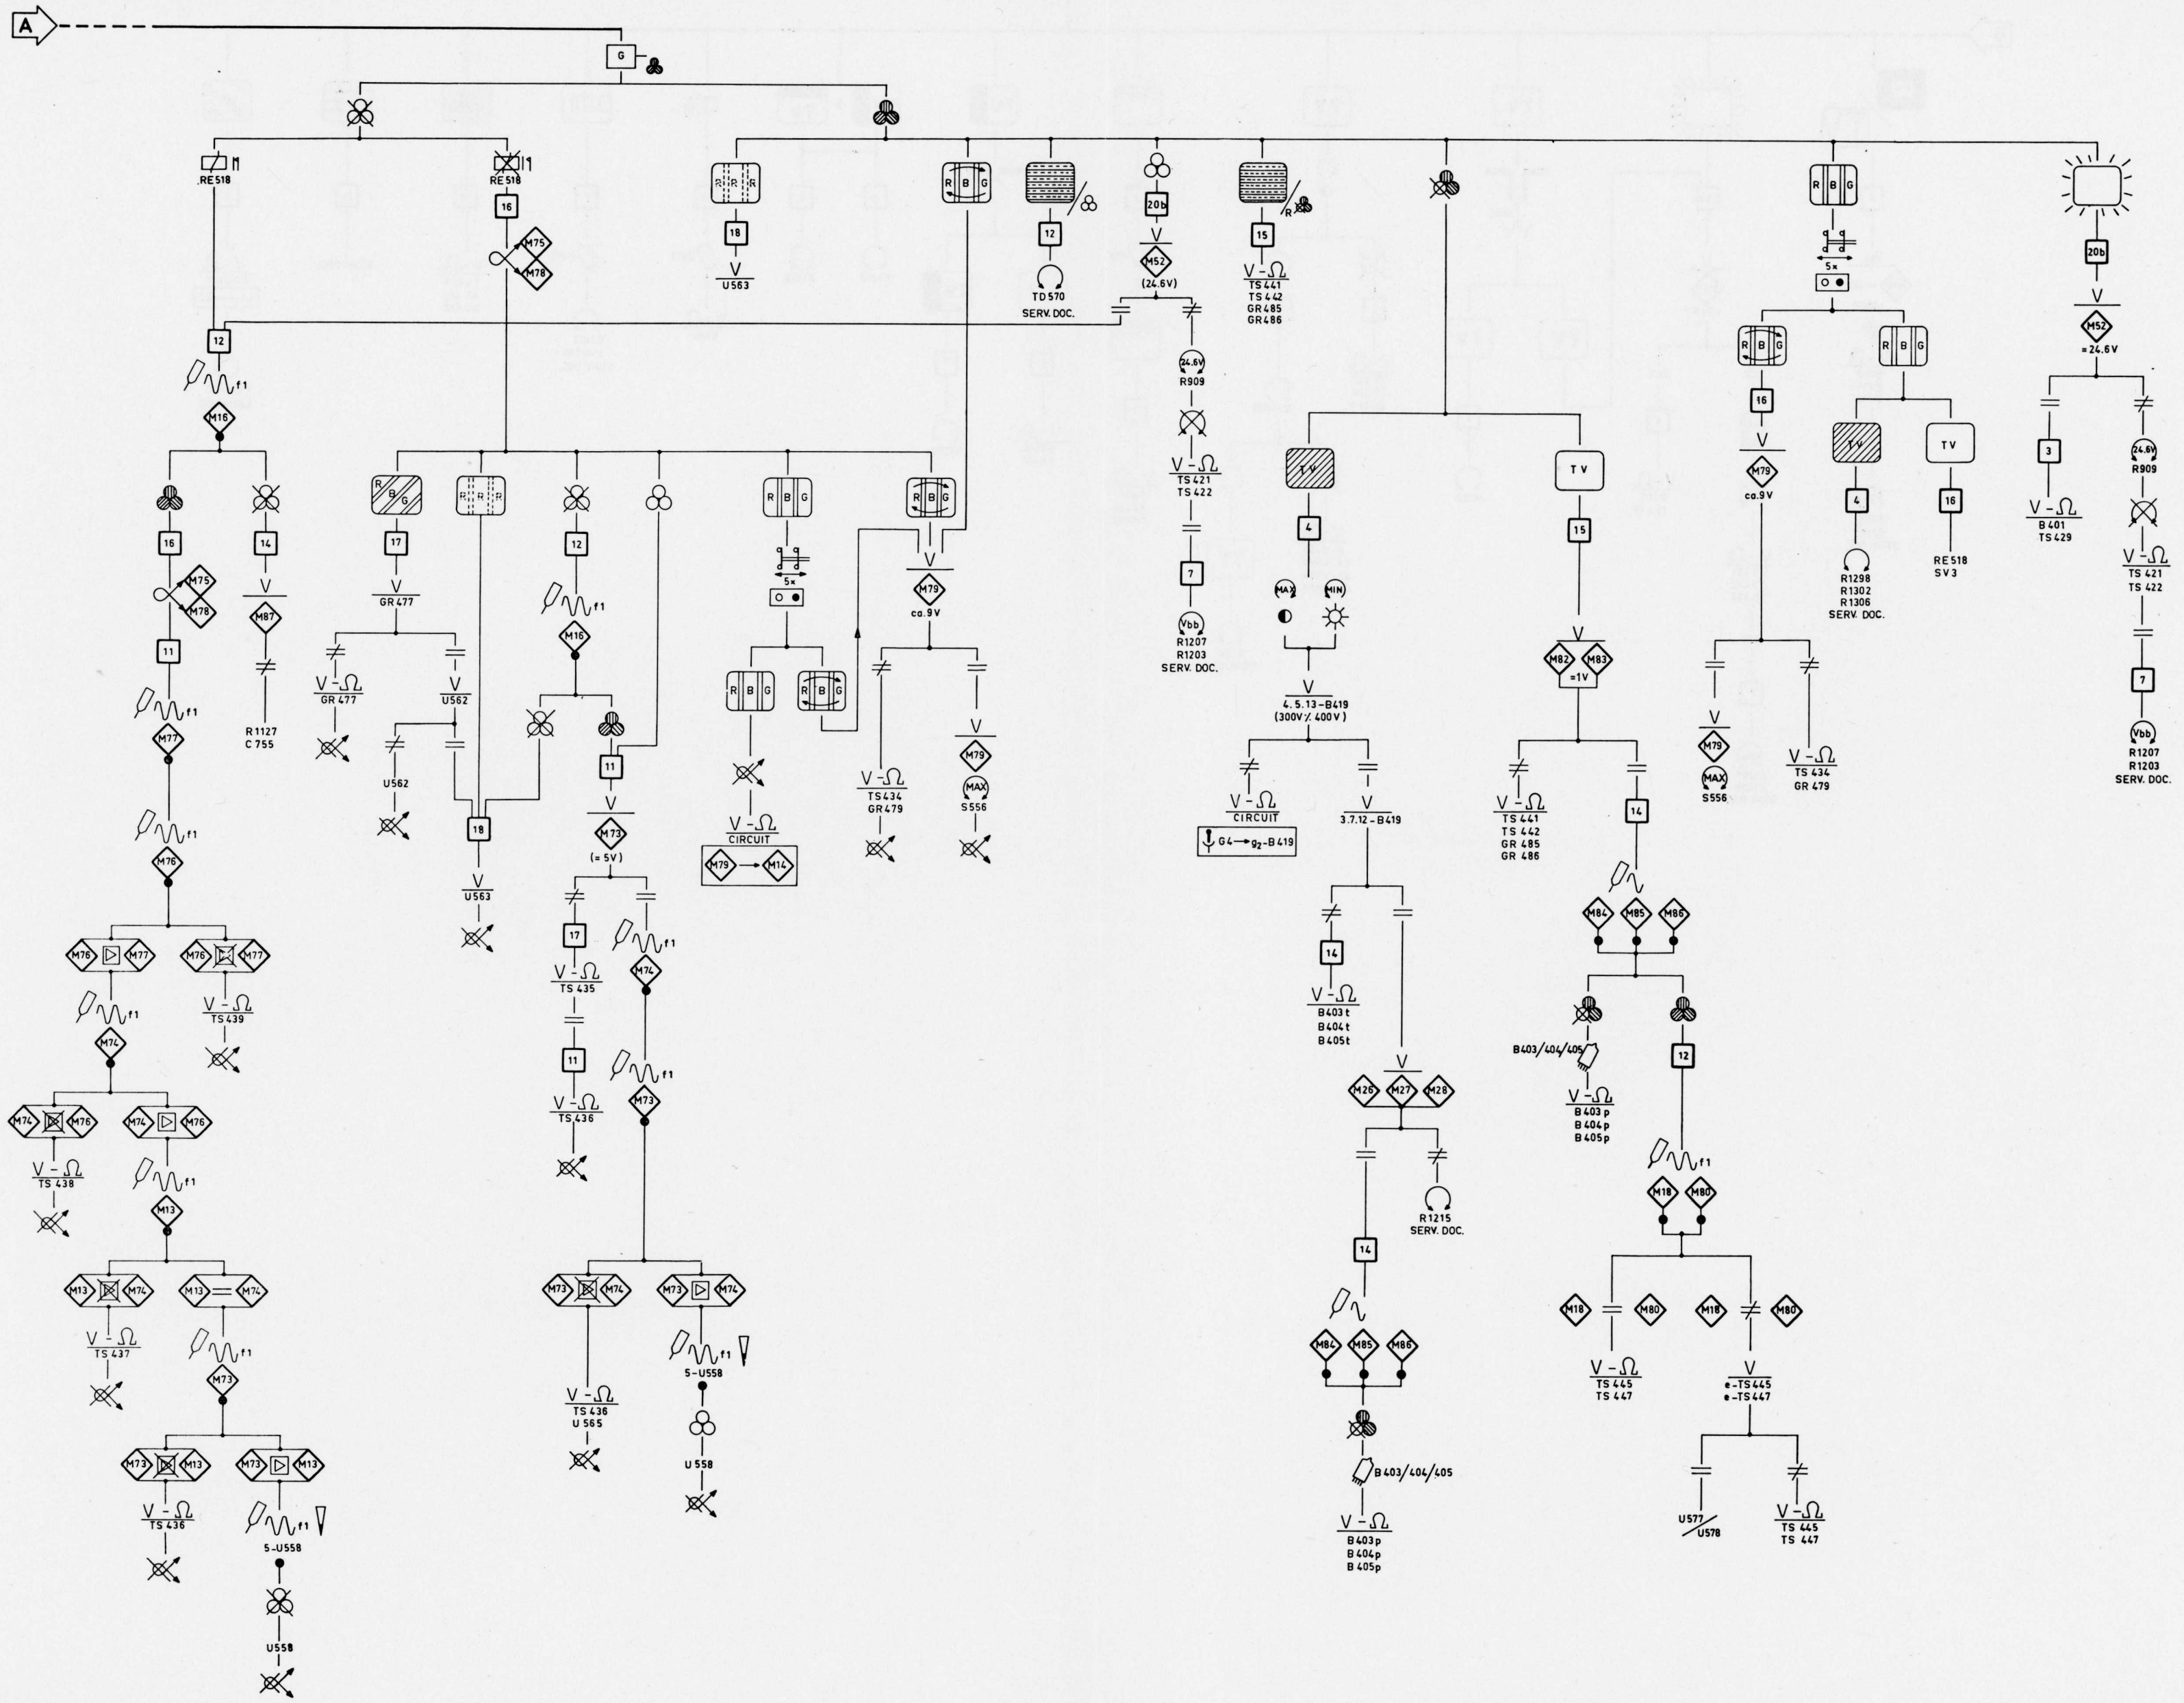 A
G
RE518
RE518
16
M75
M78
R R R
18
V
U563
R B G
12
TD570
SERV. DOC.
20b
V
M52
(24.6V)
R
15
V-Ω
TS441
TS442
GR485
GR486
R B G
5x
20b
V
M52
=24.6V
12
f1
M16
16
M75
M78
11
f1
M77
f1
M76
14
V
M87
R1127
C755
M76 M77
M76 M77
f1
M74
V-Ω
TS439
M74 M76
M74 M76
V-Ω
TS438
f1
M13
M13 M74
M13 M74
V-Ω
TS437
f1
M73
M73 M13
M73 M13
V-Ω
TS436
f1
5-U558
U558
R B G
17
V
GR477
V-Ω
GR477
V
U562
U562
R R R
18
V
U563
12
f1
M16
11
V
M73
(=5V)
17
V-Ω
TS435
11
V-Ω
TS436
f1
M74
f1
M73
M73 M74
M73 M74
V-Ω
TS436
U565
f1
5-U558
U558
R B G
5x
R B G
R B G
V-Ω
CIRCUIT
M79 M14
R B G
V
M79
ca.9V
V-Ω
TS434
GR479
V
M79
MAX
S556
24.6V
R909
V-Ω
TS421
TS422
7
Vbb
R1207
R1203
SERV. DOC.
TV
4
MAX MIN
V
4.5.13-B419
(300V⁒400V)
V-Ω
CIRCUIT
G4→g2-B419
V
3.7.12-B419
14
V-Ω
B403t
B404t
B405t
V
M26 M27 M28
R1215
SERV. DOC.
14
M84 M85 M86
B403/404/405
V-Ω
B403p
B404p
B405p
TV
15
V
M82 M83
=1V
V-Ω
TS441
TS442
GR485
GR486
14
M84 M85 M86
B403/404/405
V-Ω
B403p
B404p
B405p
12
f1
M18 M80
M18 M80
M18 M80
V-Ω
TS445
TS447
V
e-TS445
e-TS447
U577/U578
V-Ω
TS445
TS447
R B G
16
V
M79
ca.9V
V
M79
MAX
S556
V-Ω
TS434
GR479
R B G
TV
4
R1298
R1302
R1306
SERV. DOC.
TV
16
RE518
SV3
3
V-Ω
B401
TS429
24.6V
R909
V-Ω
TS421
TS422
7
Vbb
R1207
R1203
SERV. DOC.